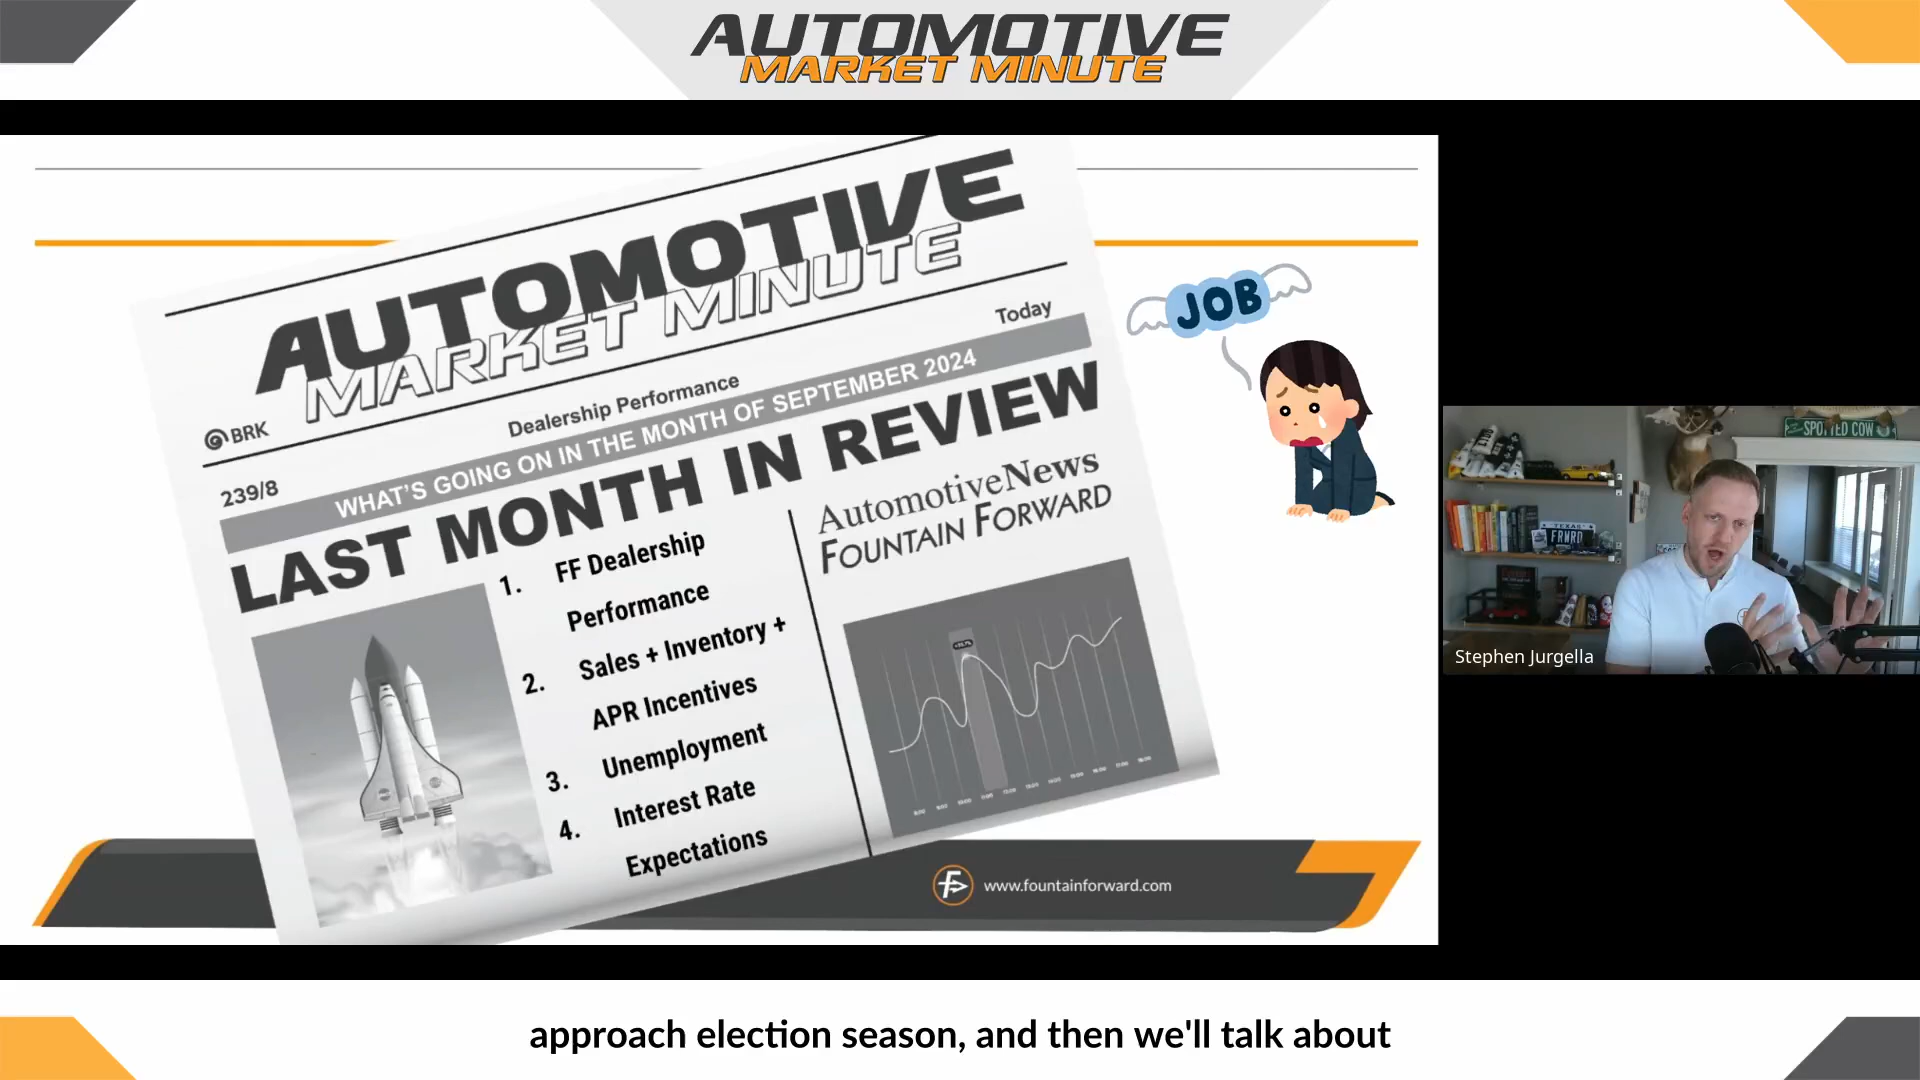 AUTOMOTIVE
MARKET MINUTE
AUTOMOTIVE
MARKET MINUTE
BRK
Dealership Performance
Today
239/8
WHAT'S GOING ON IN THE MONTH OF SEPTEMBER 2024
LAST MONTH IN REVIEW
1. FF Dealership
Performance
2. Sales + Inventory +
APR Incentives
3. Unemployment
4. Interest Rate
Expectations
AutomotiveNews
FOUNTAIN FORWARD
JOB
www.fountainforward.com
SPOTTED COW
TEXAS
FRWRD
Stephen Jurgella
approach election season, and then we'll talk about